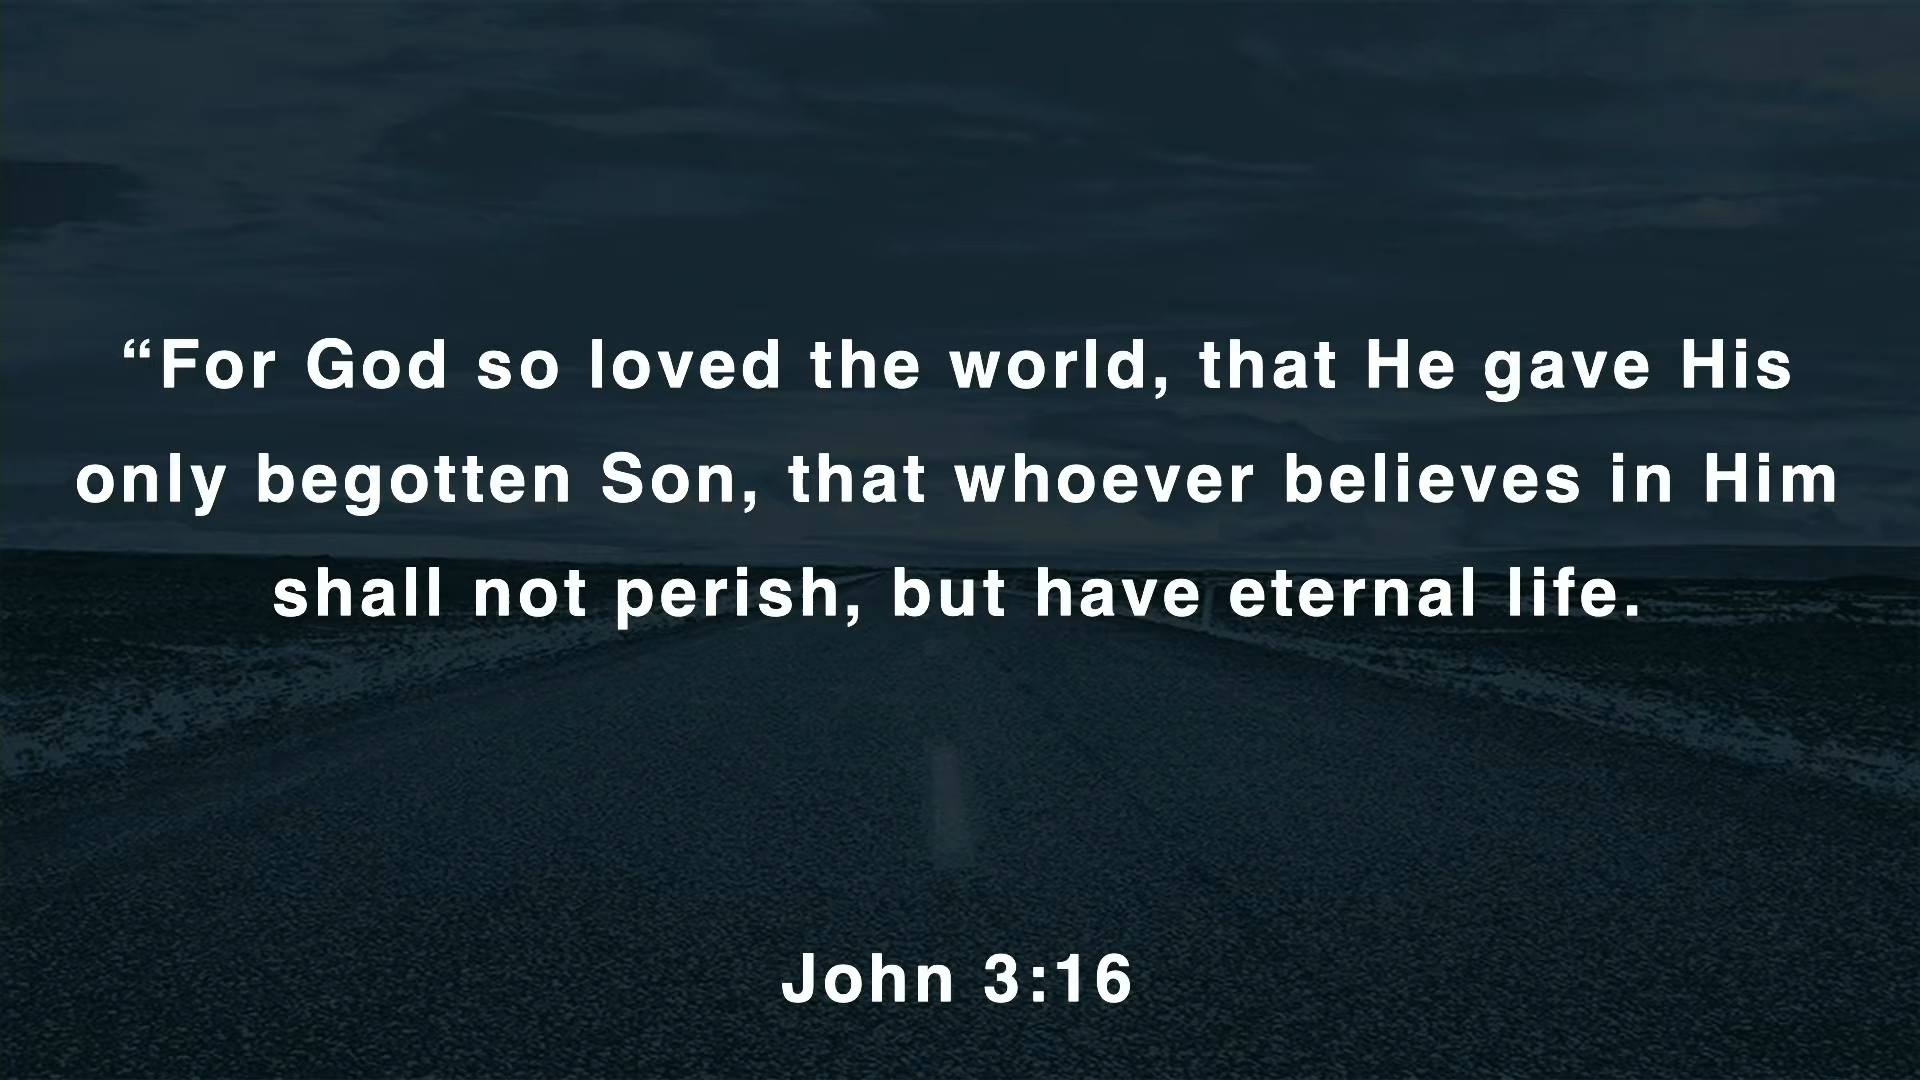 “For God so loved the world, that He gave His
only begotten Son, that whoever believes in Him
shall not perish, but have eternal life.
John 3:16